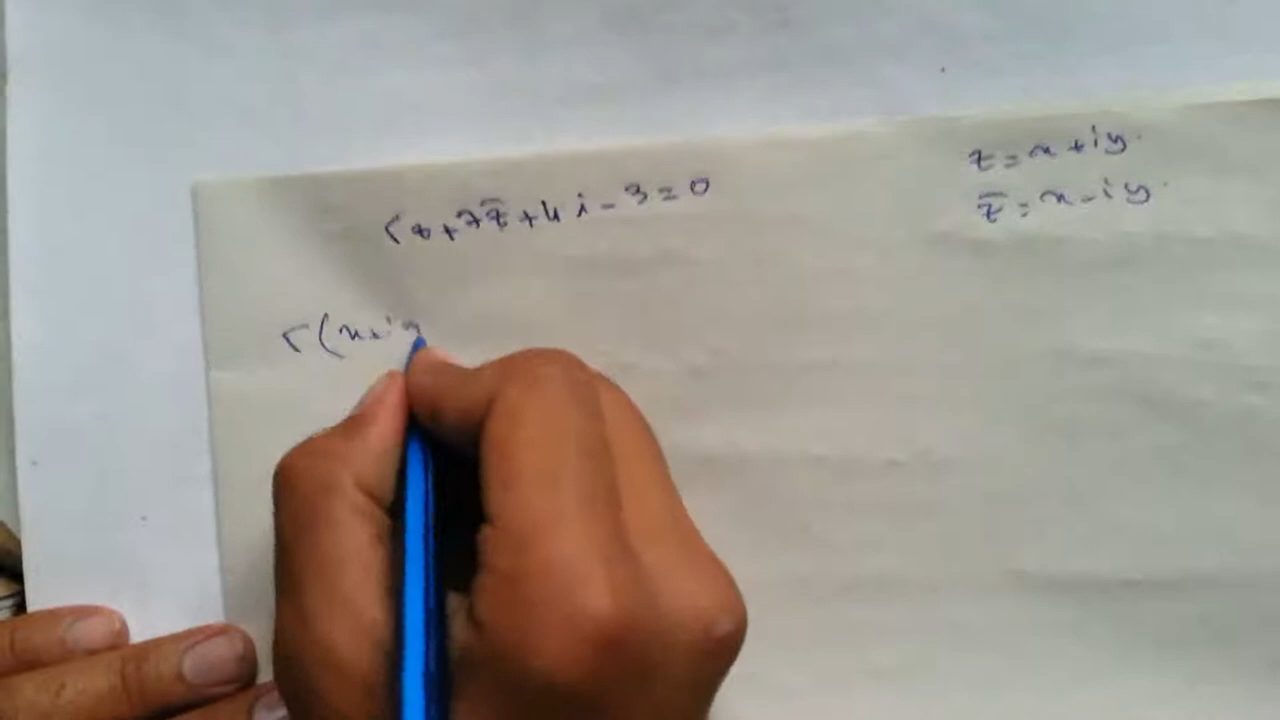 5z + 7z̄ + 4i - 3 = 0
z = x + iy
z̄ = x - iy
5(x + iy